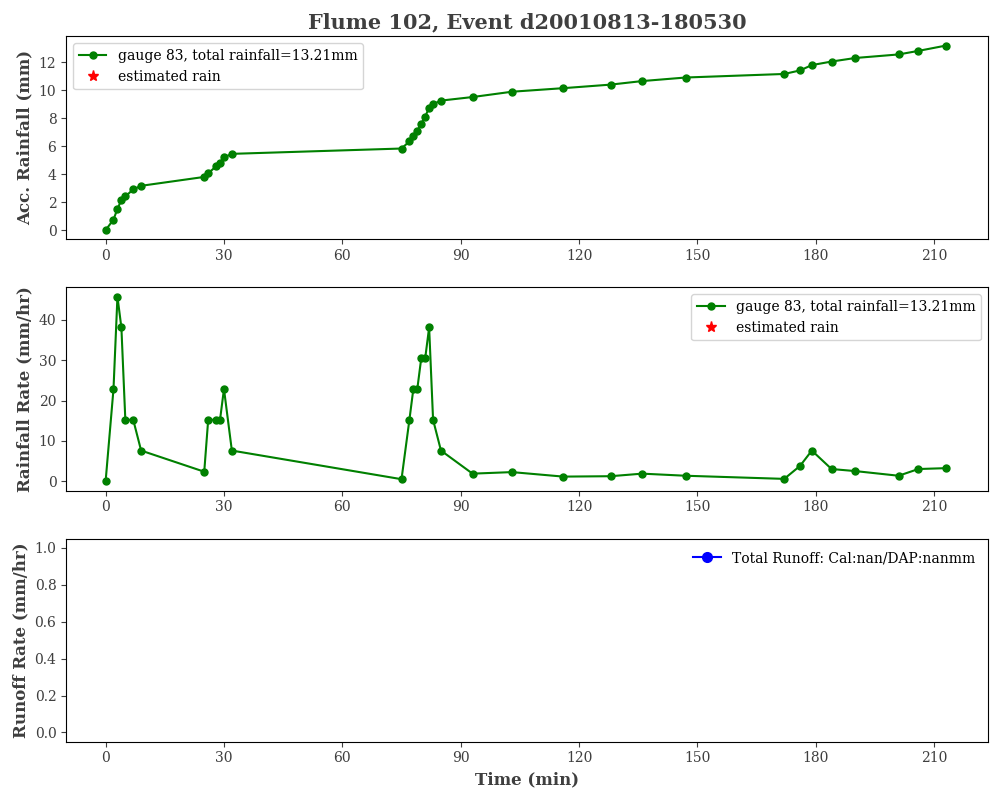 Flume 102, Event d20010813-180530
Acc. Rainfall (mm)
12
10
8
6
4
2
0
gauge 83, total rainfall=13.21mm
estimated rain
0 30 60 90 120 150 180 210
Rainfall Rate (mm/hr)
40
30
20
10
0
gauge 83, total rainfall=13.21mm
estimated rain
0 30 60 90 120 150 180 210
Runoff Rate (mm/hr)
1.0
0.8
0.6
0.4
0.2
0.0
Total Runoff: Cal:nan/DAP:nanmm
0 30 60 90 120 150 180 210
Time (min)